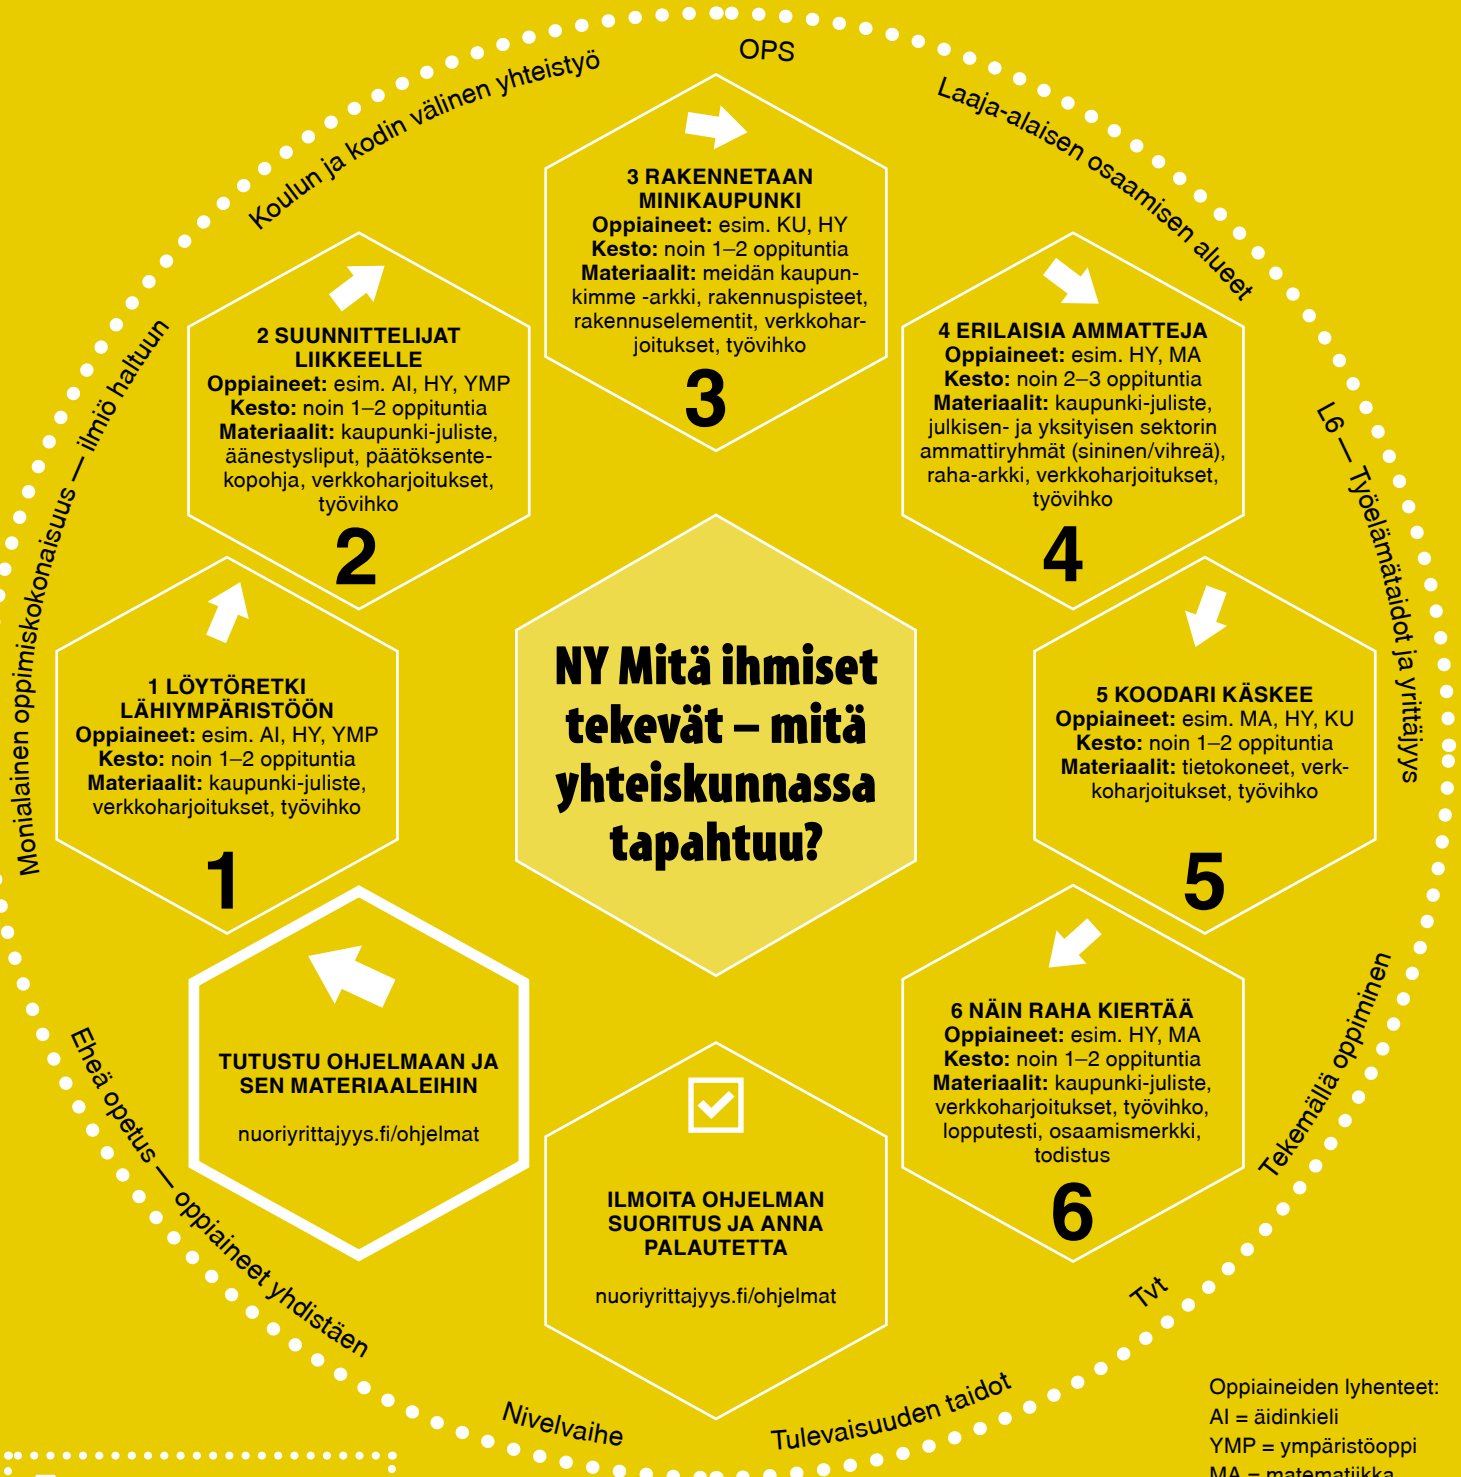 OPS
Koulun ja kodin välinen yhteistyö
Laaja-alaisen osaamisen alueet
Monialainen oppimiskokonaisuus — ilmiö haltuun
L6 — Työelämätaidot ja yrittäjyys
3 RAKENNETAAN
MINIKAUPUNKI
Oppiaineet: esim. KU, HY
Kesto: noin 1–2 oppituntia
Materiaalit: meidän kaupun-
kimme -arkki, rakennuspisteet,
rakennuselementit, verkkohar-
joitukset, työvihko
3
2 SUUNNITTELIJAT
LIIKKEELLE
Oppiaineet: esim. AI, HY, YMP
Kesto: noin 1–2 oppituntia
Materiaalit: kaupunki-juliste,
äänestysliput, päätöksente-
kopohja, verkkoharjoitukset,
työvihko
2
4 ERILAISIA AMMATTEJA
Oppiaineet: esim. HY, MA
Kesto: noin 2–3 oppituntia
Materiaalit: kaupunki-juliste,
julkisen- ja yksityisen sektorin
ammattiryhmät (sininen/vihreä),
raha-arkki, verkkoharjoitukset,
työvihko
4
1 LÖYTÖRETKI
LÄHIYMPÄRISTÖÖN
Oppiaineet: esim. AI, HY, YMP
Kesto: noin 1–2 oppituntia
Materiaalit: kaupunki-juliste,
verkkoharjoitukset, työvihko
1
NY Mitä ihmiset
tekevät – mitä
yhteiskunnassa
tapahtuu?
5 KOODARI KÄSKEE
Oppiaineet: esim. MA, HY, KU
Kesto: noin 1–2 oppituntia
Materiaalit: tietokoneet, verk-
koharjoitukset, työvihko
5
TUTUSTU OHJELMAAN JA
SEN MATERIAALEIHIN
nuoriyrittajyys.fi/ohjelmat
6 NÄIN RAHA KIERTÄÄ
Oppiaineet: esim. HY, MA
Kesto: noin 1–2 oppituntia
Materiaalit: kaupunki-juliste,
verkkoharjoitukset, työvihko,
lopputesti, osaamismerkki,
todistus
6
ILMOITA OHJELMAN
SUORITUS JA ANNA
PALAUTETTA
nuoriyrittajyys.fi/ohjelmat
Eheä opetus — oppiaineet yhdistäen
Tekemällä oppiminen
Tvt
Nivelvaihe
Tulevaisuuden taidot
Oppiaineiden lyhenteet:
AI = äidinkieli
YMP = ympäristöoppi
MA = matematiikka